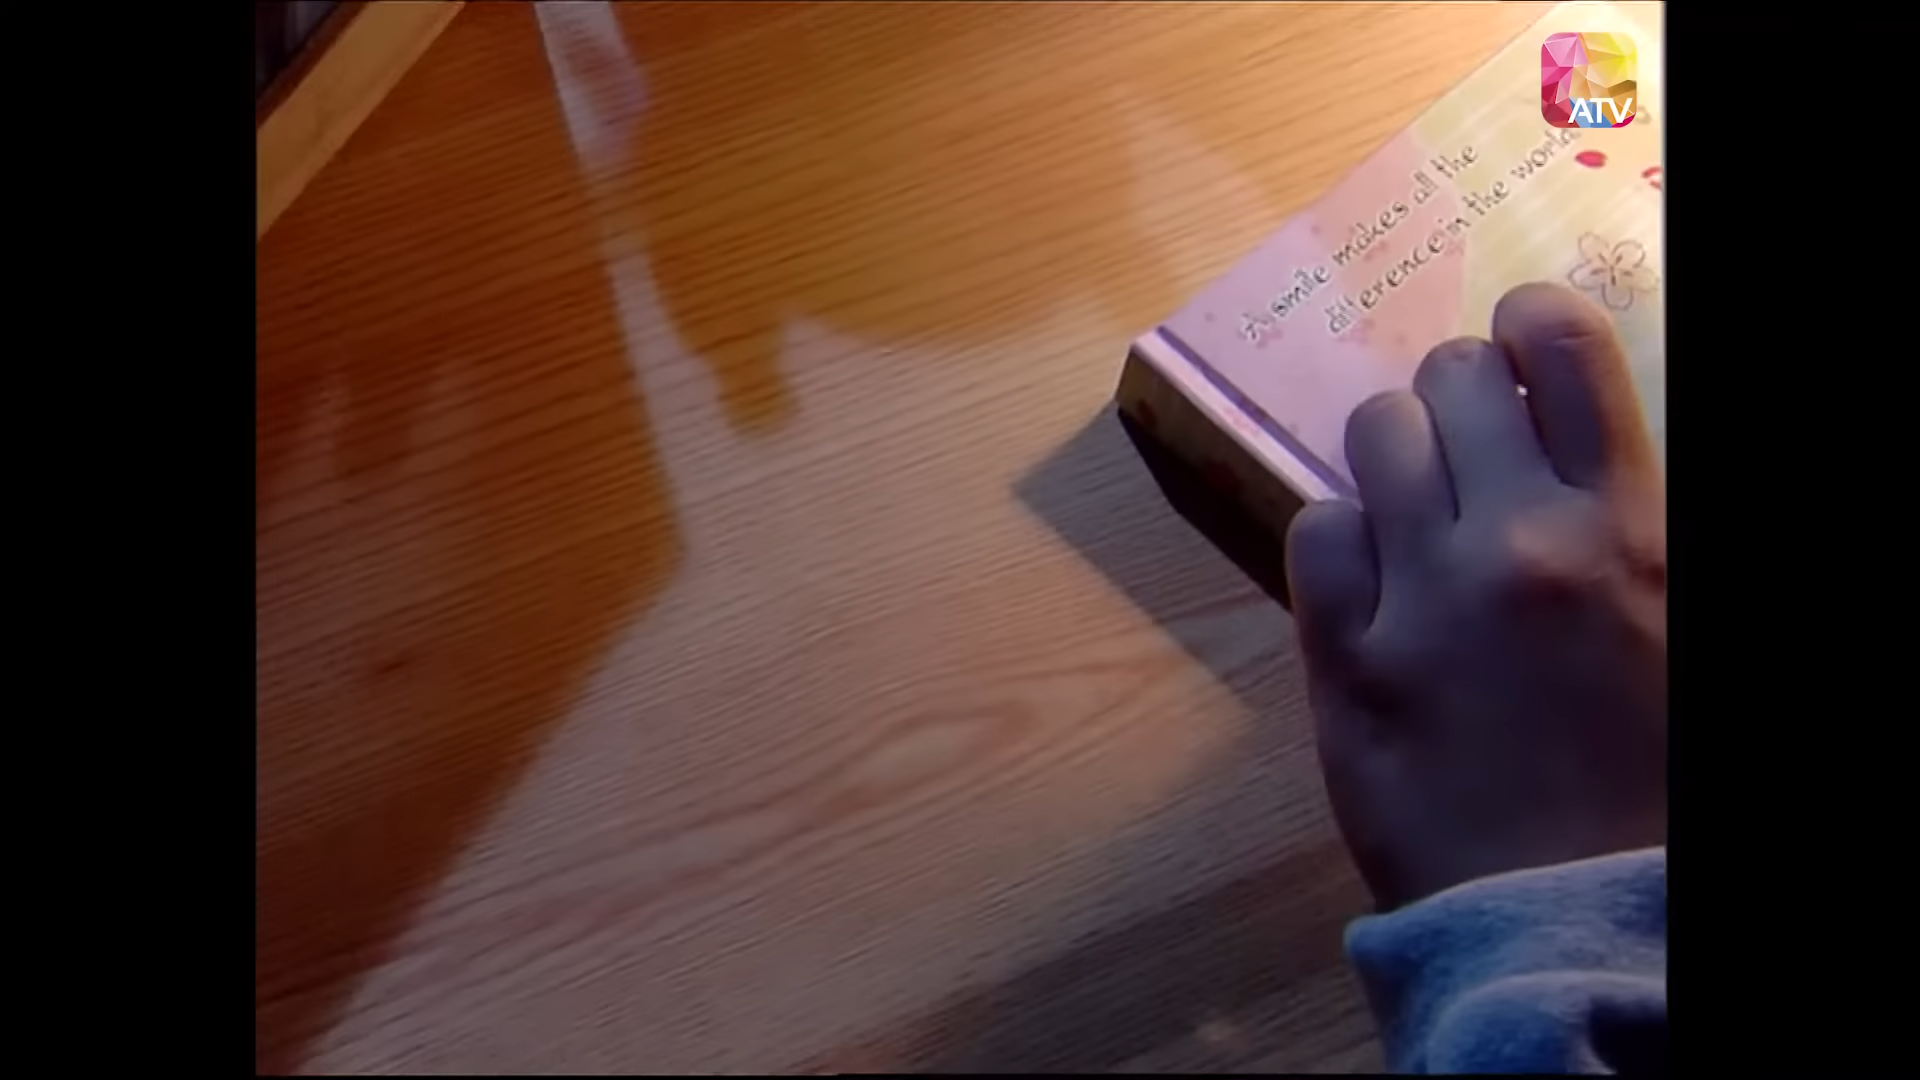 ATV
A smile makes all the
difference in the world